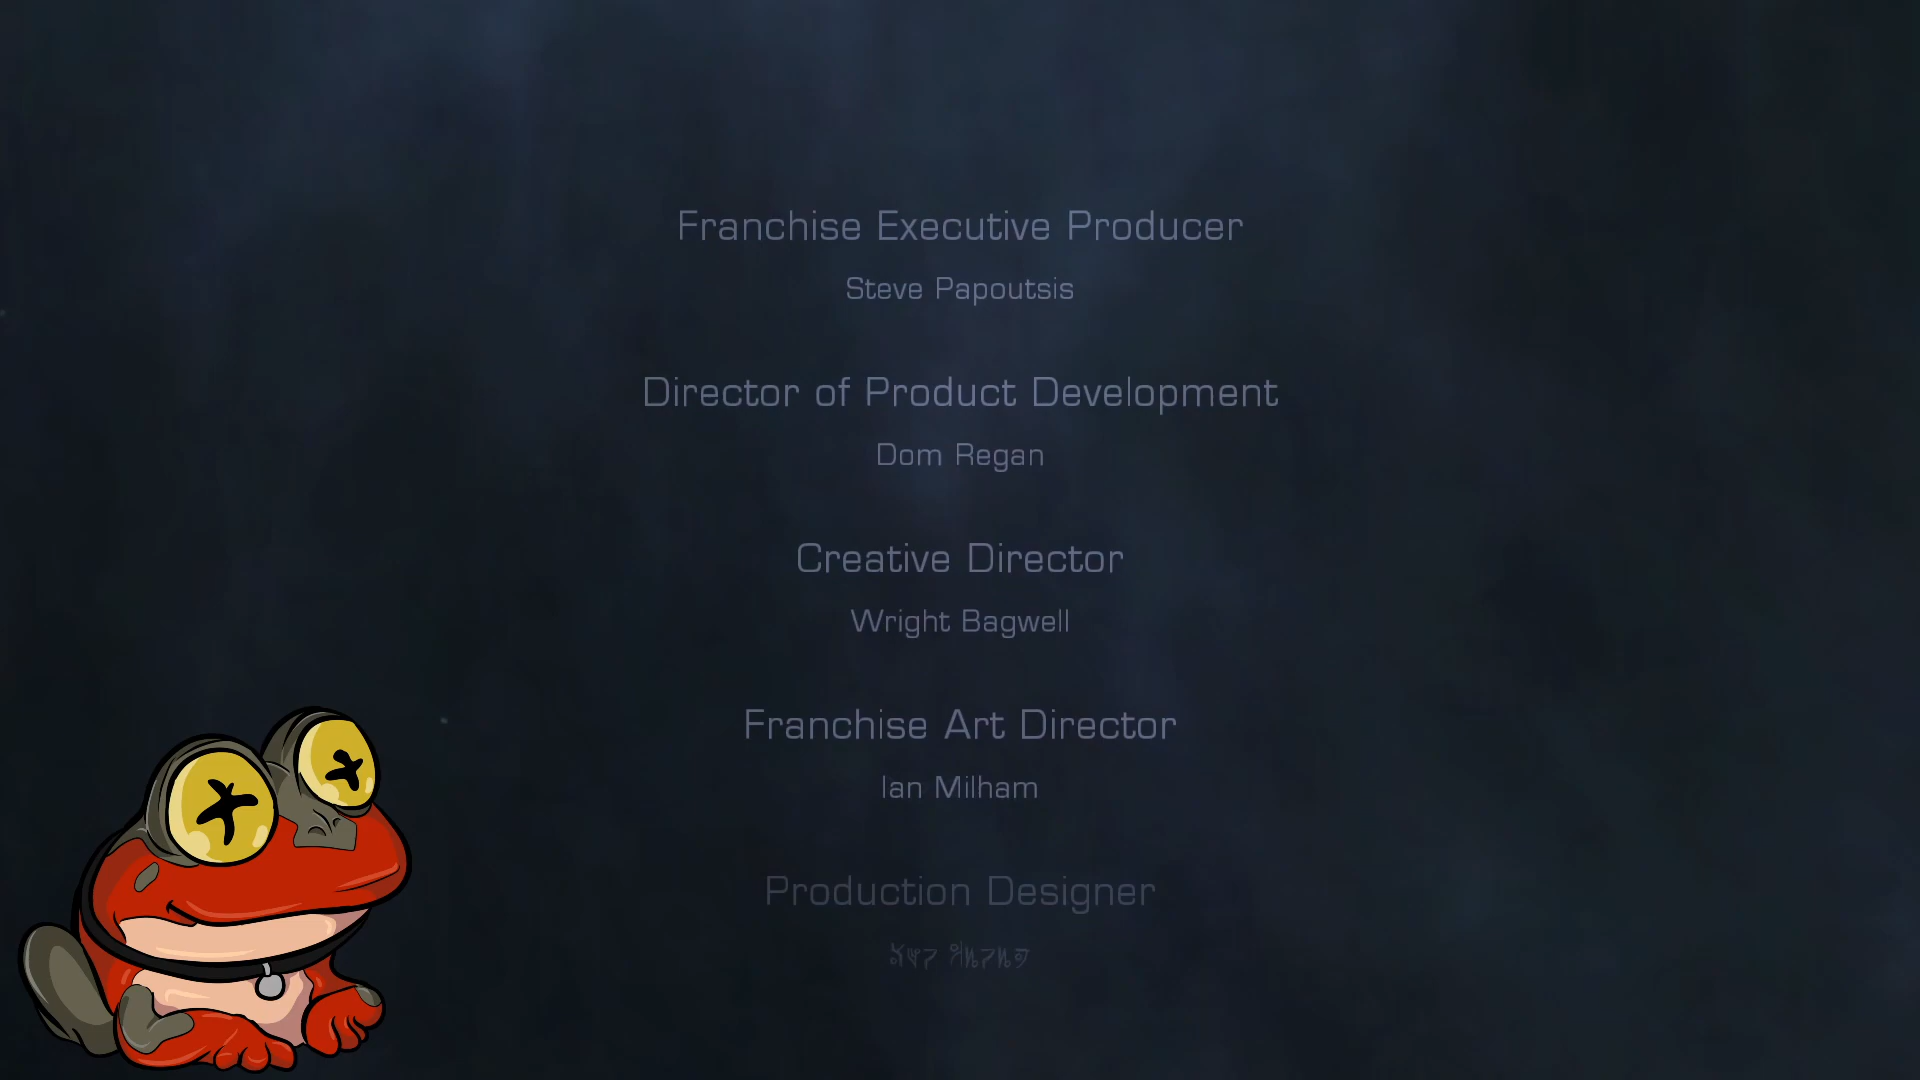 Franchise Executive Producer
Steve Papoutsis
Director of Product Development
Dom Regan
Creative Director
Wright Bagwell
Franchise Art Director
Ian Milham
Production Designer